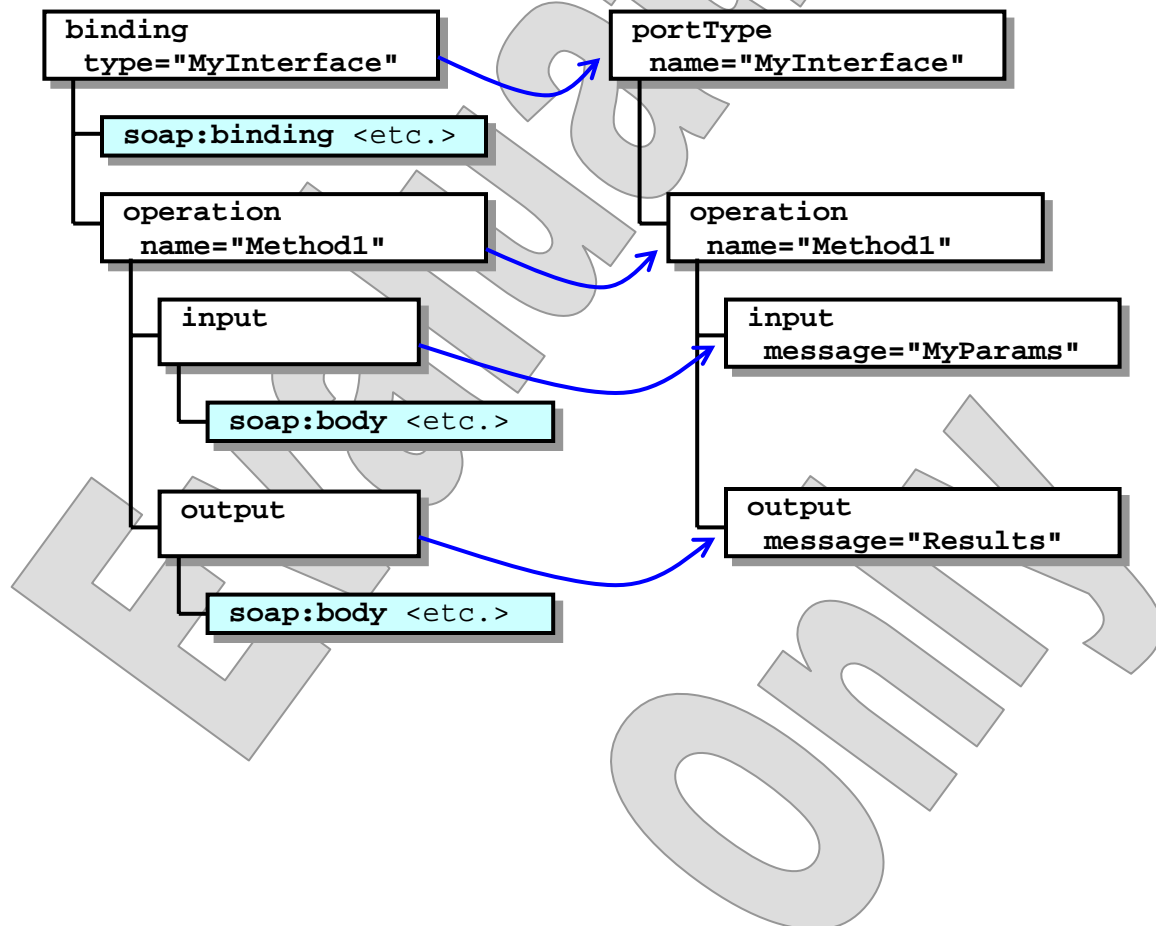 binding
type="MyInterface"
soap:binding <etc.>
operation
name="Method1"
input
soap:body <etc.>
output
soap:body <etc.>
portType
name="MyInterface"
operation
name="Method1"
input
message="MyParams"
output
message="Results"
Evalua
Only